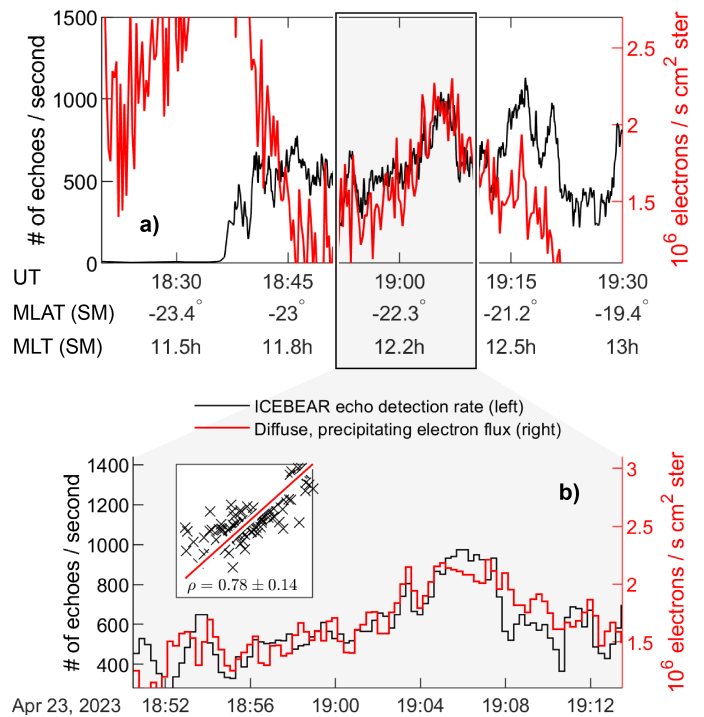 1500
1000
500
0
# of echoes / second
a)
2.5
2
1.5
10^6 electrons / s cm^2 ster
UT 18:30 18:45 19:00 19:15 19:30
MLAT (SM) -23.4° -23° -22.3° -21.2° -19.4°
MLT (SM) 11.5h 11.8h 12.2h 12.5h 13h
ICEBEAR echo detection rate (left)
Diffuse, precipitating electron flux (right)
1400
1200
1000
800
600
400
# of echoes / second
ρ = 0.78 ± 0.14
b)
3
2.5
2
1.5
10^6 electrons / s cm^2 ster
Apr 23, 2023 18:52 18:56 19:00 19:04 19:08 19:12